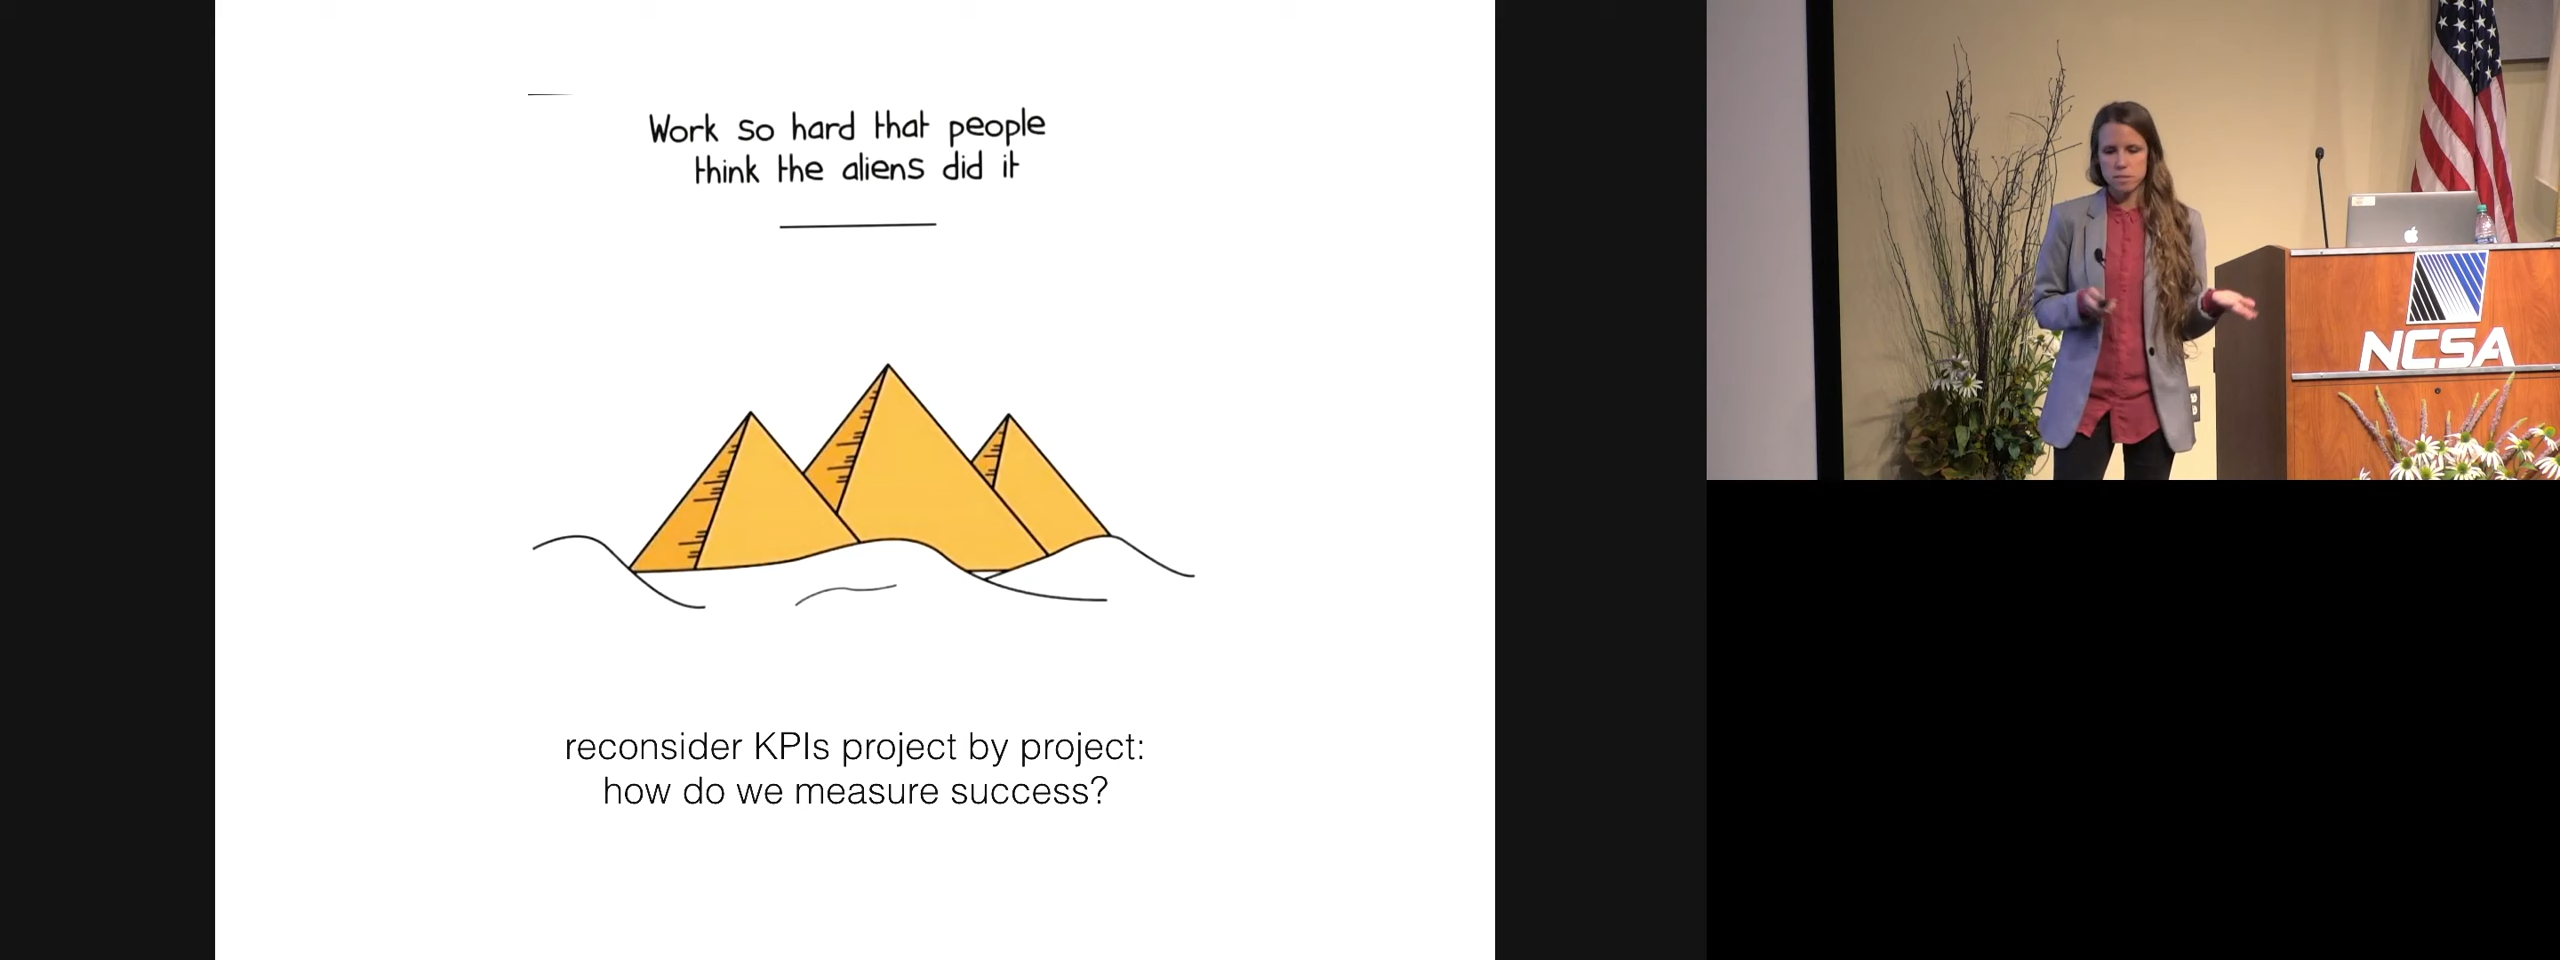 Work so hard that people
think the aliens did it
reconsider KPIs project by project:
how do we measure success?
NCSA